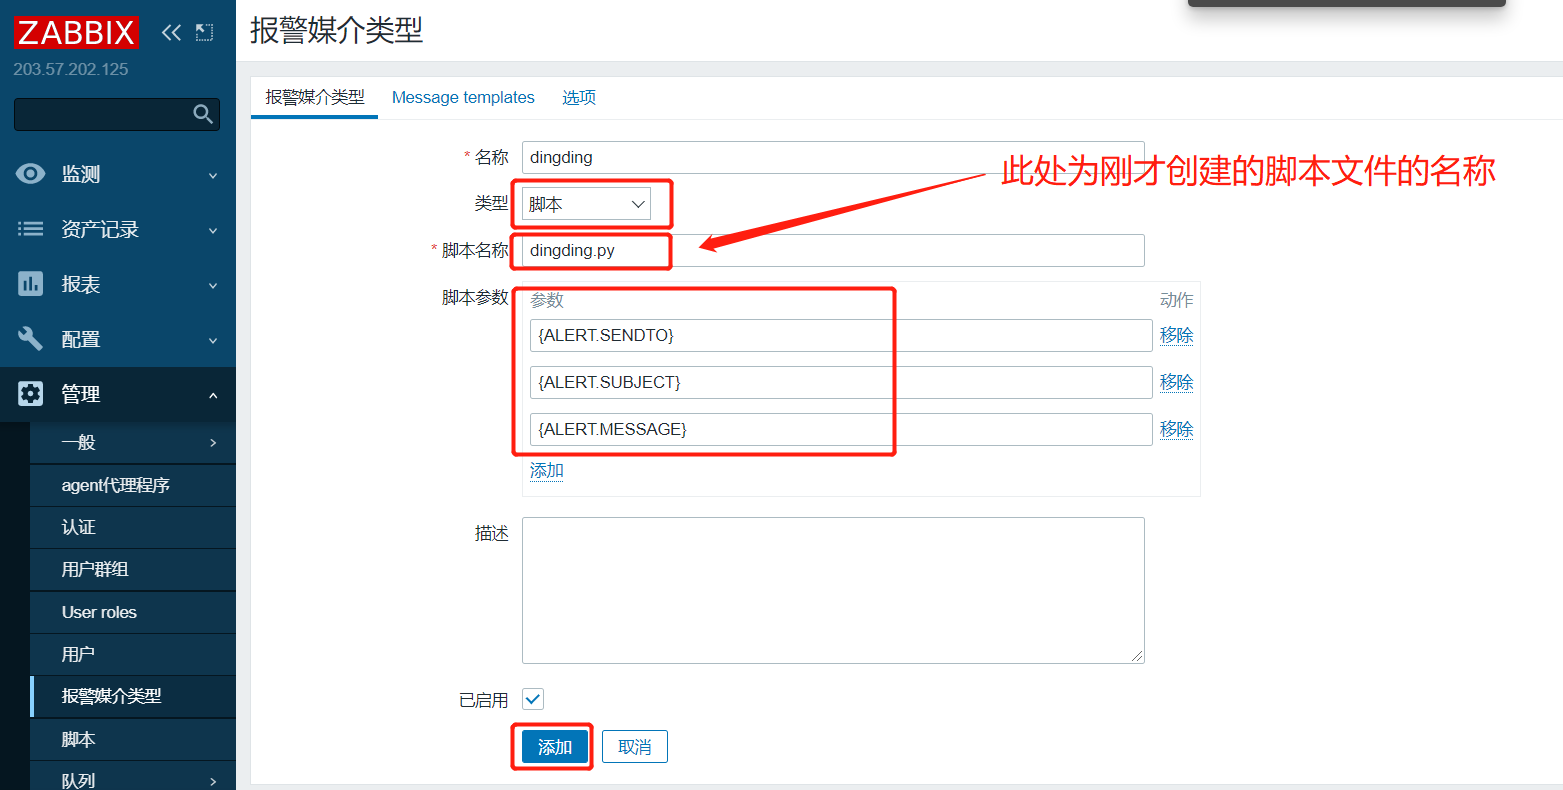 ZABBIX
203.57.202.125
监测
资产记录
报表
配置
管理
一般
agent代理程序
认证
用户群组
User roles
用户
报警媒介类型
脚本
队列
报警媒介类型
报警媒介类型 Message templates 选项
* 名称 dingding
此处为刚才创建的脚本文件的名称
类型 脚本
* 脚本名称 dingding.py
脚本参数 参数 动作
{ALERT.SENDTO} 移除
{ALERT.SUBJECT} 移除
{ALERT.MESSAGE} 移除
添加
描述
已启用
添加 取消